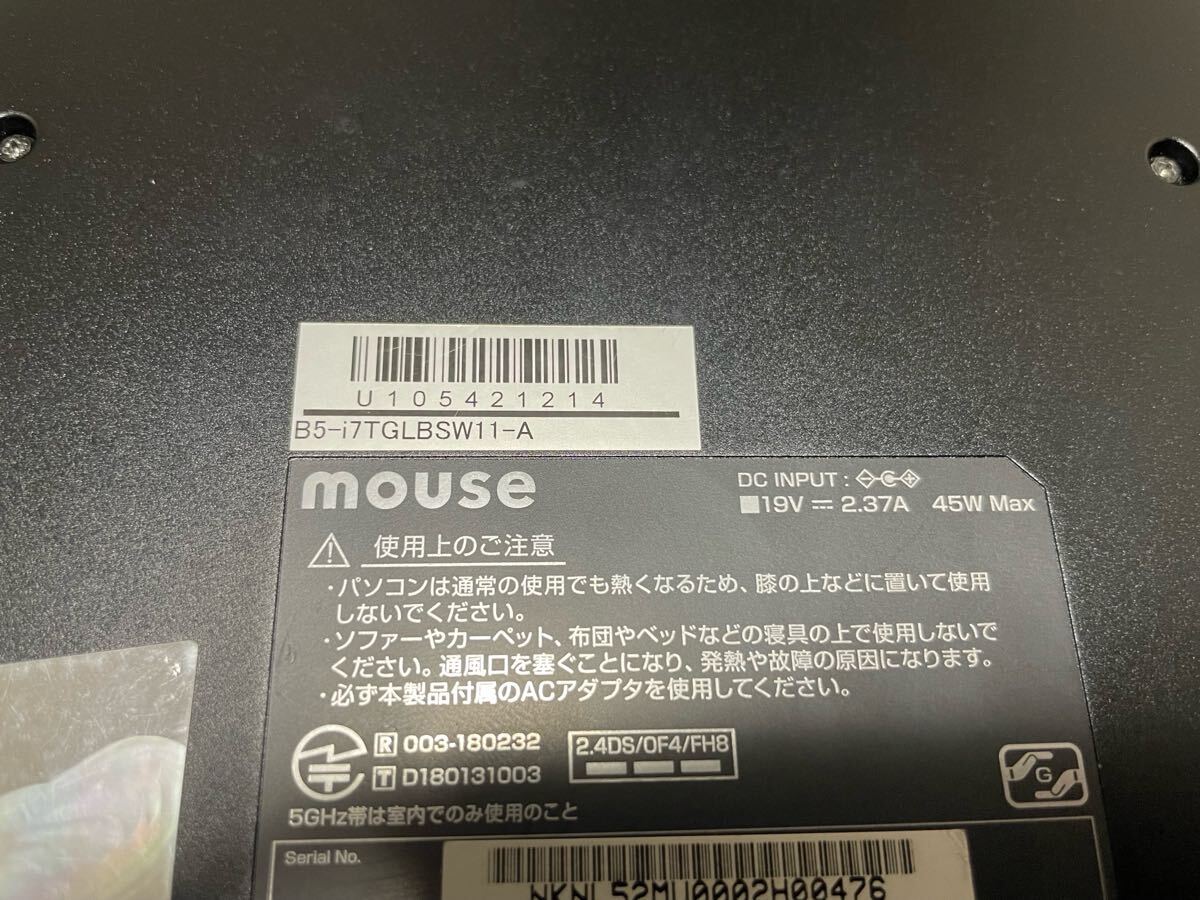 U105421214
B5-i7TGLBSW11-A
mouse
DC INPUT :
19V 2.37A 45W Max
使用上のご注意
・パソコンは通常の使用でも熱くなるため、膝の上などに置いて使用
しないでください。
・ソファーやカーペット、布団やベッドなどの寝具の上で使用しないで
ください。通風口を塞ぐことになり、発熱や故障の原因になります。
・必ず本製品付属のACアダプタを使用してください。
R 003-180232
T D180131003
2.4DS/OF4/FH8
G
5GHz帯は室内でのみ使用のこと
Serial No.
NKNL52MU0002H00476